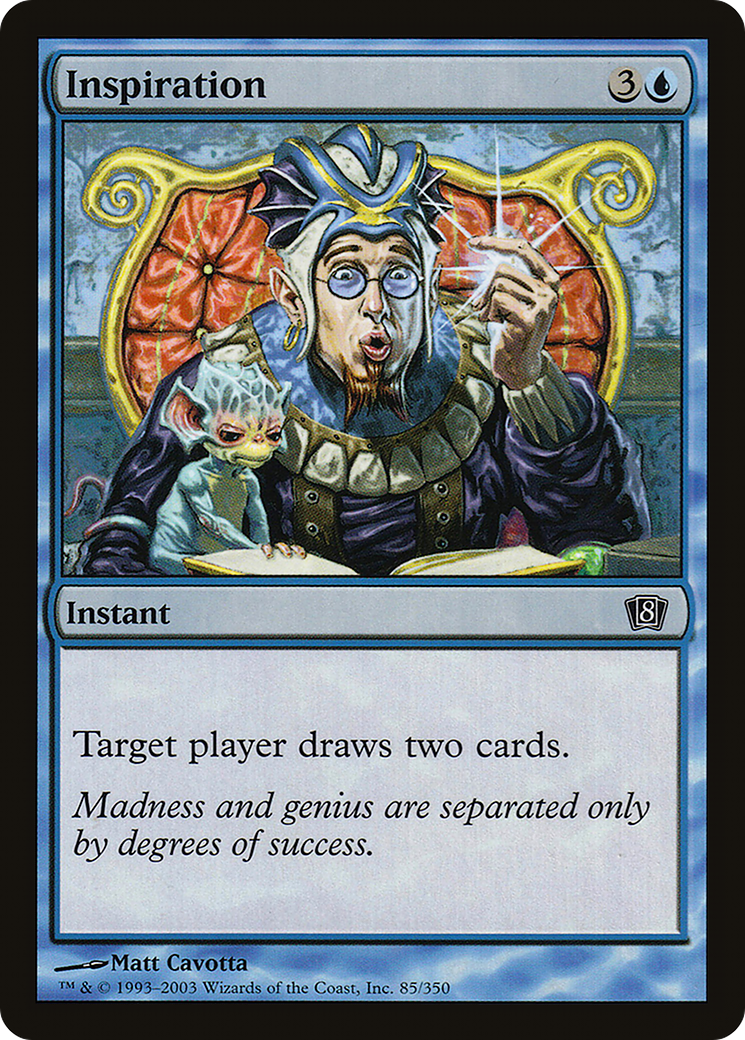 Inspiration 3
Instant 8
Target player draws two cards.
Madness and genius are separated only
by degrees of success.
Matt Cavotta
™ & © 1993–2003 Wizards of the Coast, Inc. 85/350